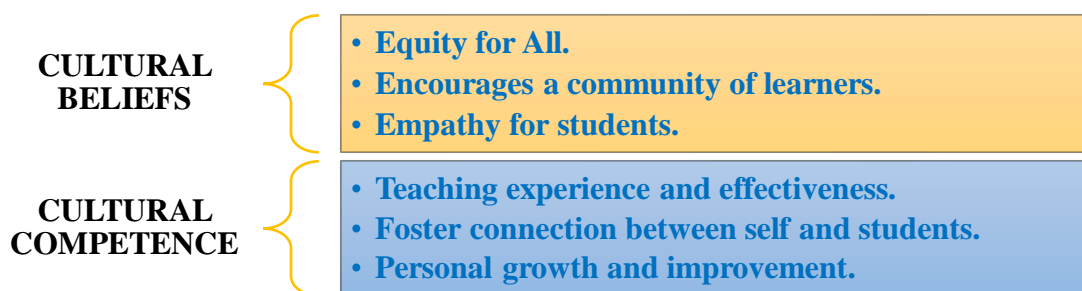 CULTURAL
BELIEFS
• Equity for All.
• Encourages a community of learners.
• Empathy for students.
CULTURAL
COMPETENCE
• Teaching experience and effectiveness.
• Foster connection between self and students.
• Personal growth and improvement.